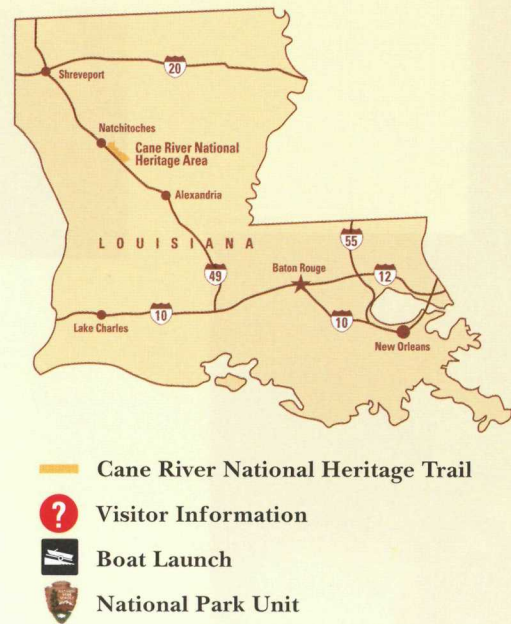 20
Shreveport
Natchitoches
Cane River National
Heritage Area
Alexandria
LOUISIANA
55
49
Baton Rouge
12
10
Lake Charles
10
New Orleans
Cane River National Heritage Trail
?
Visitor Information
Boat Launch
National Park Unit